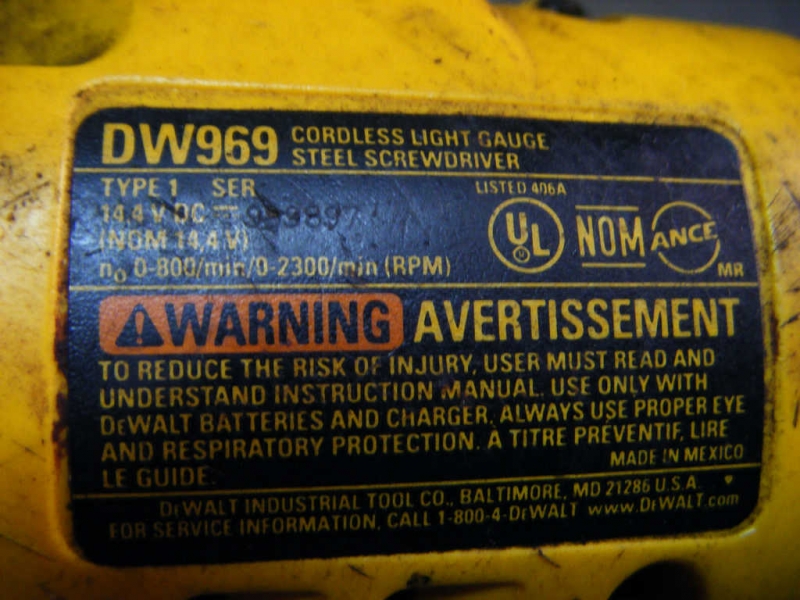 DW969 CORDLESS LIGHT GAUGE
STEEL SCREWDRIVER
TYPE 1 SER
LISTED 406A
14.4 V DC
(NOM 14,4 V)
UL
NOM
ANCE
MR
n₀ 0-800/min/0-2300/min (RPM)
WARNING AVERTISSEMENT
TO REDUCE THE RISK OF INJURY, USER MUST READ AND
UNDERSTAND INSTRUCTION MANUAL. USE ONLY WITH
DEWALT BATTERIES AND CHARGER. ALWAYS USE PROPER EYE
AND RESPIRATORY PROTECTION. A TITRE PRÉVENTIF, LIRE
LE GUIDE.
MADE IN MEXICO
DEWALT INDUSTRIAL TOOL CO., BALTIMORE, MD 21286 U.S.A.
FOR SERVICE INFORMATION, CALL 1-800-4-DEWALT www.DEWALT.com